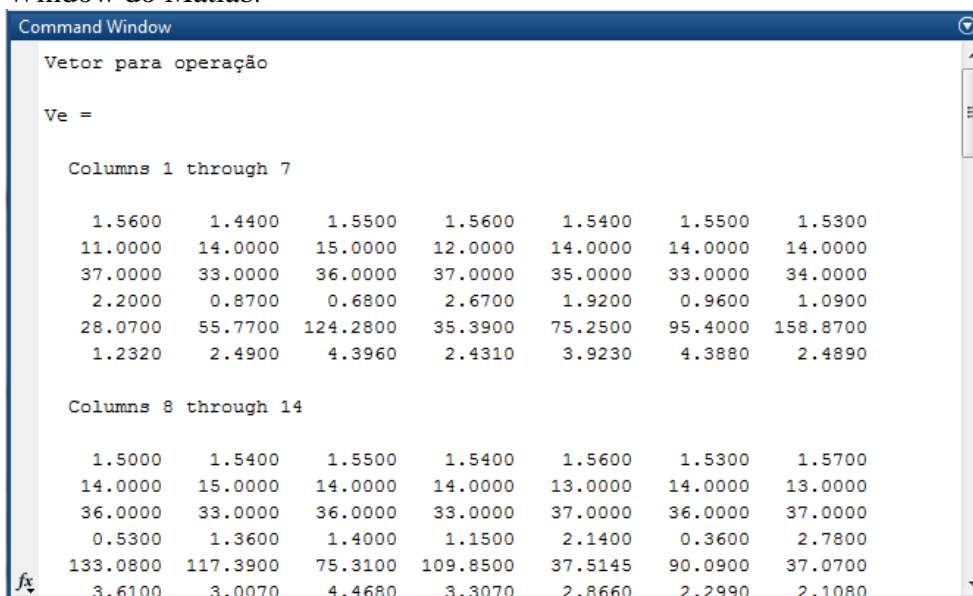 Command Window
Vetor para operação
Ve =
Columns 1 through 7
1.5600 1.4400 1.5500 1.5600 1.5400 1.5500 1.5300
11.0000 14.0000 15.0000 12.0000 14.0000 14.0000 14.0000
37.0000 33.0000 36.0000 37.0000 35.0000 33.0000 34.0000
2.2000 0.8700 0.6800 2.6700 1.9200 0.9600 1.0900
28.0700 55.7700 124.2800 35.3900 75.2500 95.4000 158.8700
1.2320 2.4900 4.3960 2.4310 3.9230 4.3880 2.4890
Columns 8 through 14
1.5000 1.5400 1.5500 1.5400 1.5600 1.5300 1.5700
14.0000 15.0000 14.0000 14.0000 13.0000 14.0000 13.0000
36.0000 33.0000 36.0000 33.0000 37.0000 36.0000 37.0000
0.5300 1.3600 1.4000 1.1500 2.1400 0.3600 2.7800
133.0800 117.3900 75.3100 109.8500 37.5145 90.0900 37.0700
fx 3.6100 3.0070 4.4680 3.3070 2.8660 2.2990 2.1080